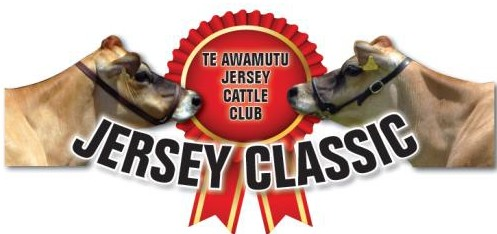 TE AWAMUTU
JERSEY
CATTLE
CLUB
JERSEY CLASSIC